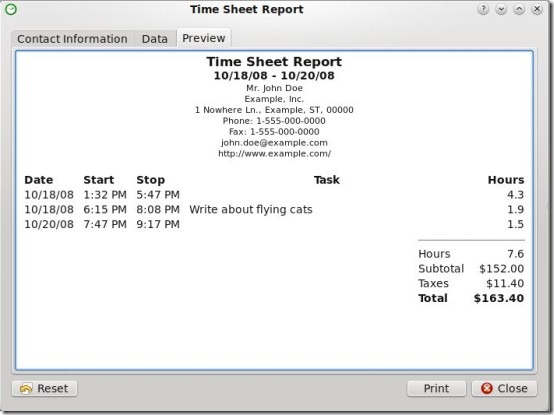 Time Sheet Report
Contact Information Data Preview
Time Sheet Report
10/18/08 - 10/20/08
Mr. John Doe
Example, Inc.
1 Nowhere Ln., Example, ST, 00000
Phone: 1-555-000-0000
Fax: 1-555-000-0000
john.doe@example.com
http://www.example.com/
Date Start Stop Task Hours
10/18/08 1:32 PM 5:47 PM 4.3
10/18/08 6:15 PM 8:08 PM Write about flying cats 1.9
10/20/08 7:47 PM 9:17 PM 1.5
Hours 7.6
Subtotal $152.00
Taxes $11.40
Total $163.40
Reset Print Close